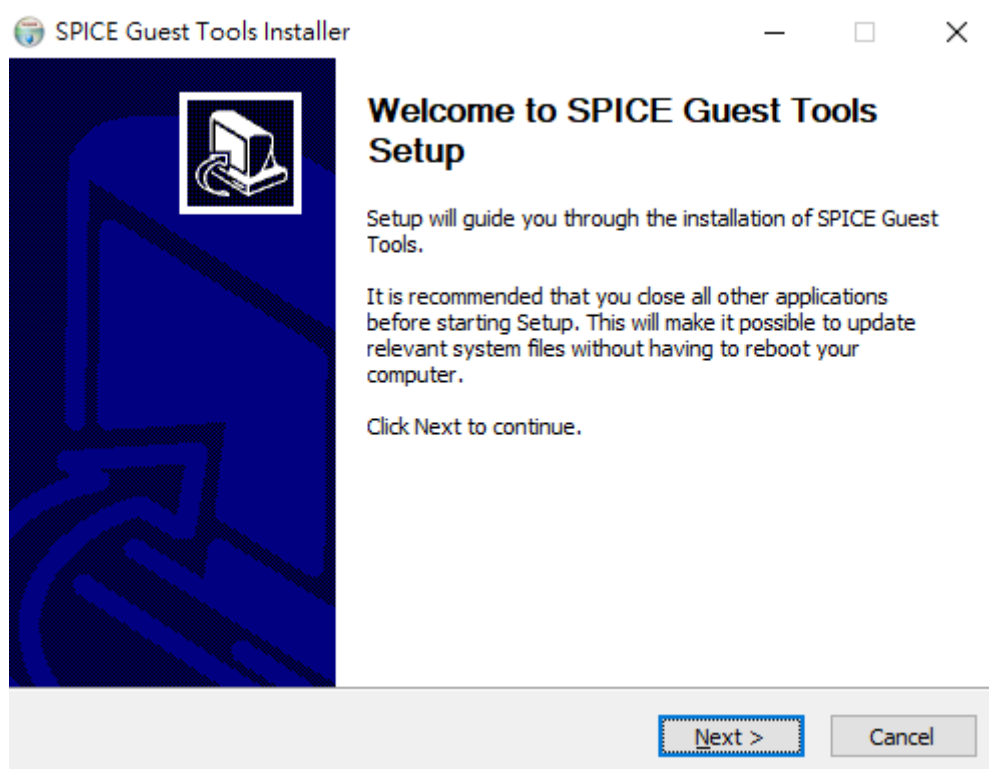 SPICE Guest Tools Installer
Welcome to SPICE Guest Tools
Setup
Setup will guide you through the installation of SPICE Guest
Tools.
It is recommended that you close all other applications
before starting Setup. This will make it possible to update
relevant system files without having to reboot your
computer.
Click Next to continue.
Next >
Cancel